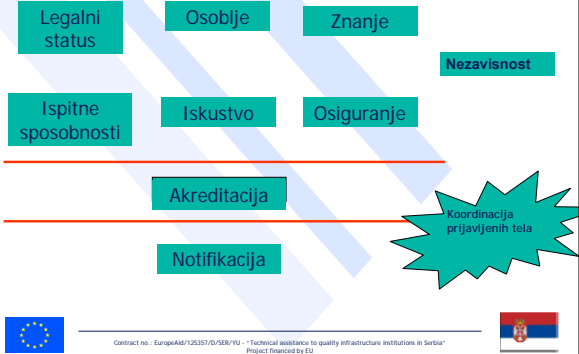 Legalni
status
Osoblje
Znanje
Nezavisnost
Ispitne
sposobnosti
Iskustvo
Osiguranje
Akreditacija
Koordinacija
prijavljenih tela
Notifikacija
Contract no.: EuropeAid/125357/D/SER/YU - "Technical assistance to quality infrastructure institutions in Serbia"
Project financed by EU